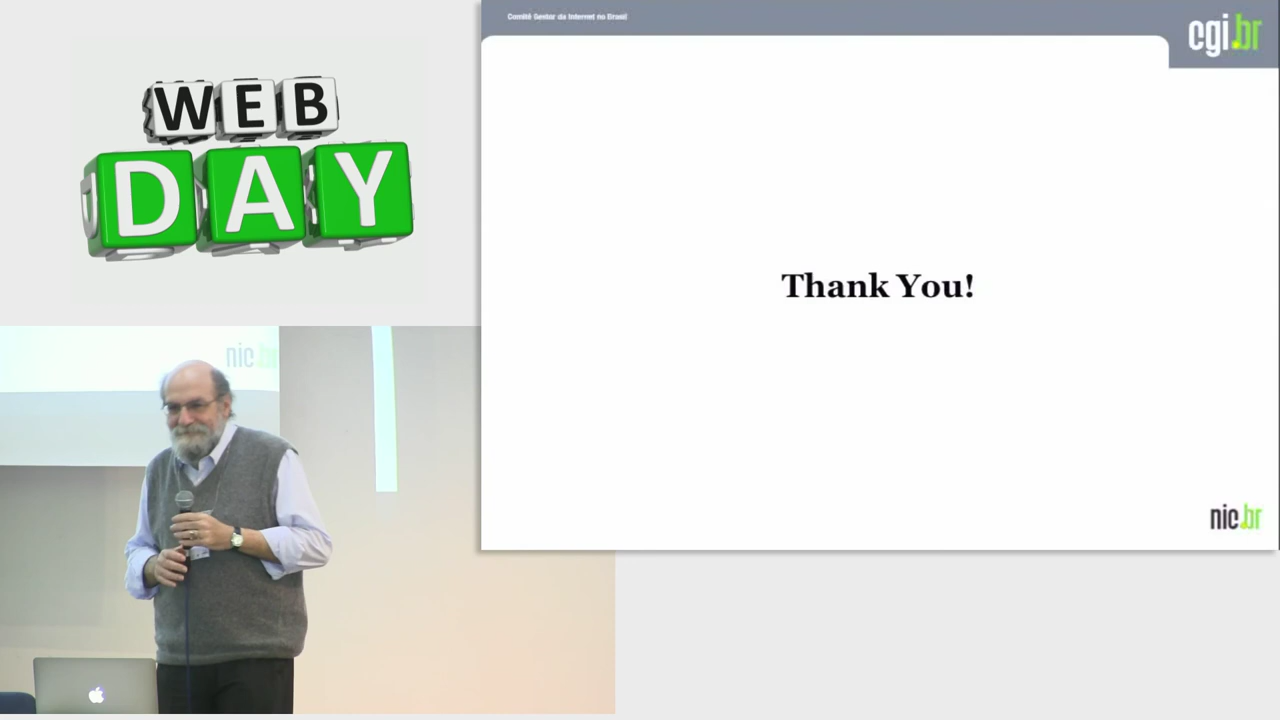 WEB
DAY
Comitê Gestor da Internet no Brasil
cgi.br
Thank You!
nic.br
nic.br